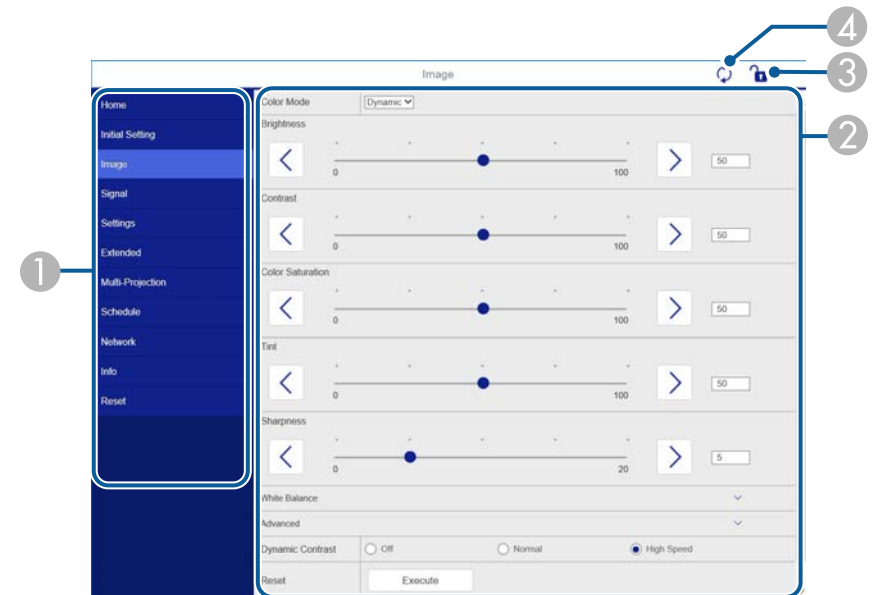 4
Image
3
Home
Initial Setting
Image
Signal
Settings
Extended
Multi-Projection
Schedule
Network
Info
Reset
1
Color Mode Dynamic
2
Brightness
0 100 50
Contrast
0 100 50
Color Saturation
0 100 50
Tint
0 100 50
Sharpness
0 20 5
White Balance
Advanced
Dynamic Contrast Off Normal High Speed
Reset Execute